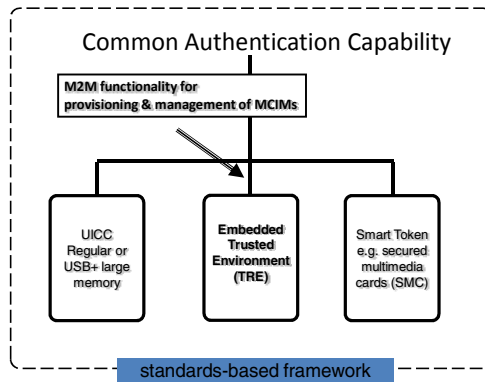 Common Authentication Capability
M2M functionality for
provisioning & management of MCIMs
UICC
Regular or
USB+ large
memory
Embedded
Trusted
Environment
(TRE)
Smart Token
e.g. secured
multimedia
cards (SMC)
standards-based framework